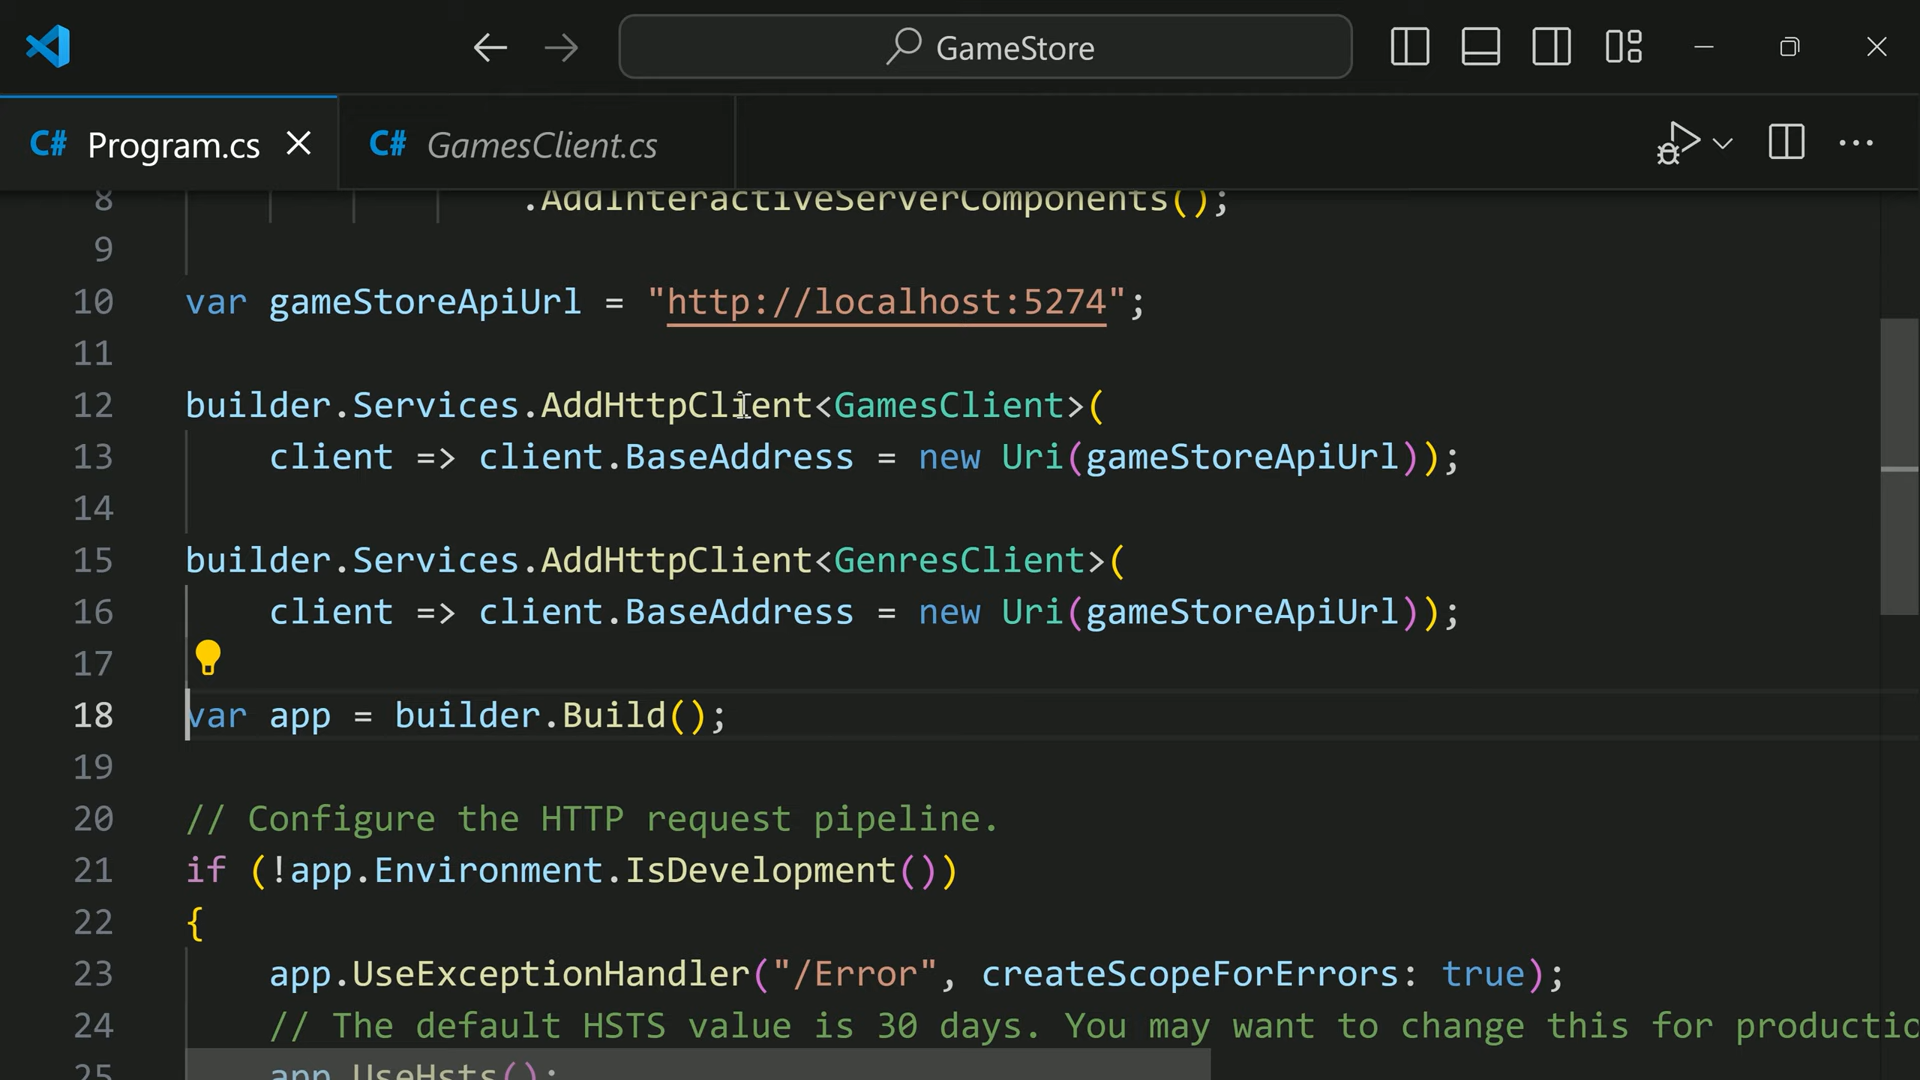 GameStore
C# Program.cs
C# GamesClient.cs
8 .AddInteractiveServerComponents();
9
10 var gameStoreApiUrl = "http://localhost:5274";
11
12 builder.Services.AddHttpClient<GamesClient>(
13 client => client.BaseAddress = new Uri(gameStoreApiUrl));
14
15 builder.Services.AddHttpClient<GenresClient>(
16 client => client.BaseAddress = new Uri(gameStoreApiUrl));
17
18 var app = builder.Build();
19
20 // Configure the HTTP request pipeline.
21 if (!app.Environment.IsDevelopment())
22 {
23 app.UseExceptionHandler("/Error", createScopeForErrors: true);
24 // The default HSTS value is 30 days. You may want to change this for productio
25 app.UseHsts();